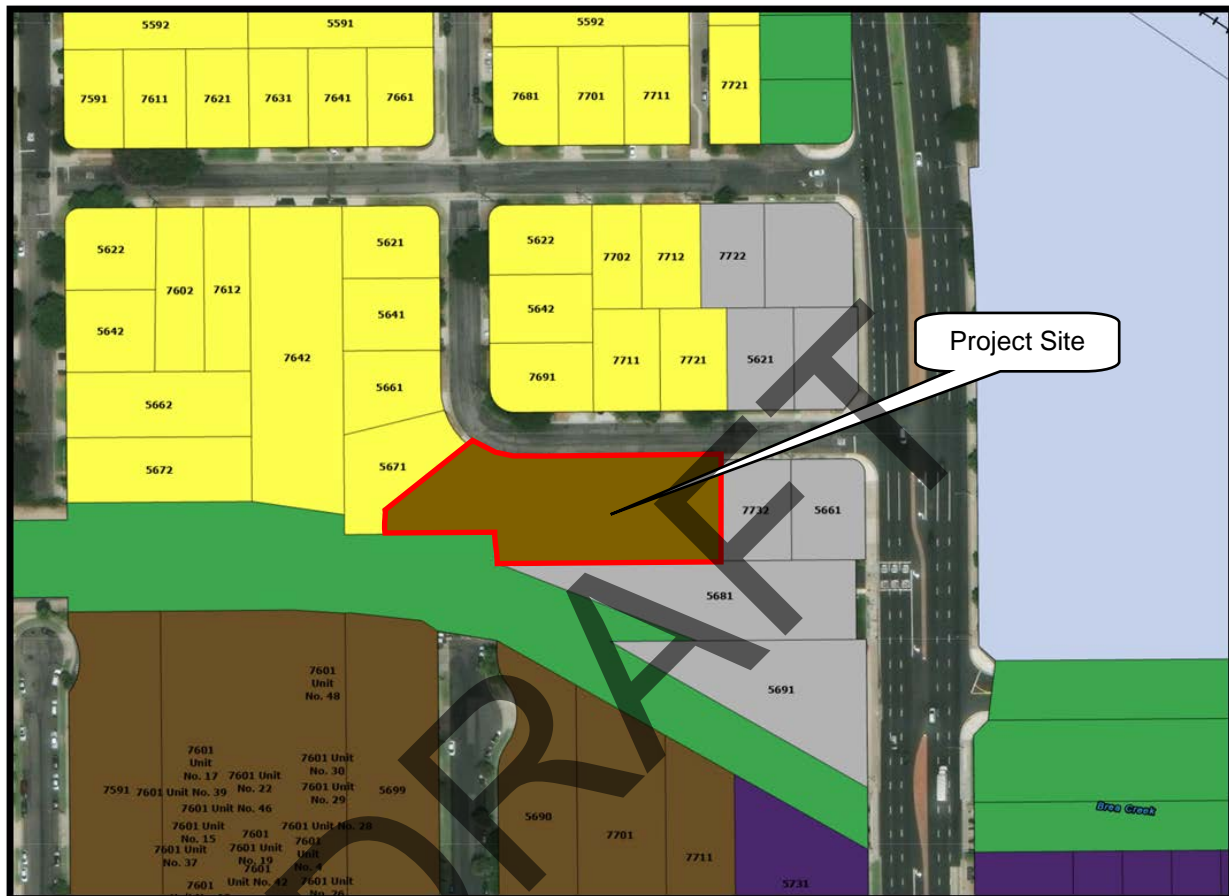 5592
5591
5592
7591
7611
7621
7631
7641
7661
7681
7701
7711
7721
5622
7602
7612
5621
5622
7702
7712
7722
5642
7642
5641
5642
7711
7721
5621
Project Site
5662
5661
7691
5672
5671
7732
5661
5681
5691
7601
Unit
No. 48
7601
Unit
No. 17
7601 Unit
No. 22
7601 Unit
No. 30
7591
7601 Unit No. 39
7601 Unit
No. 29
5699
7601 Unit No. 46
7601 Unit
No. 15
7601
Unit
No. 37
7601 Unit
No. 19
7601 Unit No. 28
7601
Unit
No. 4
7601
Unit No. 42
7601
7601 Unit
No. 26
5690
7701
7711
5731
Brea Creek
DRAFT